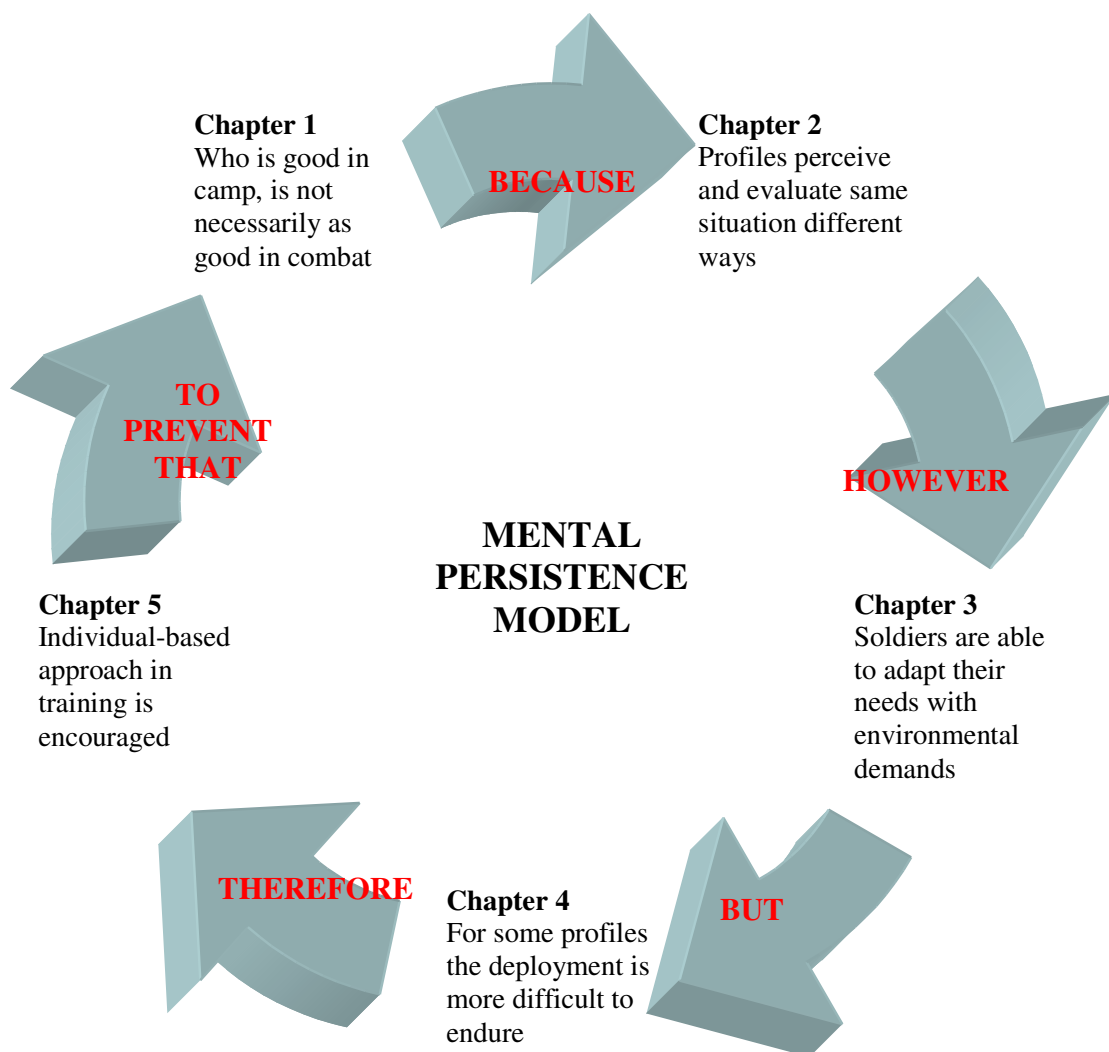 Chapter 1
Who is good in
camp, is not
necessarily as
good in combat
BECAUSE
Chapter 2
Profiles perceive
and evaluate same
situation different
ways
HOWEVER
Chapter 3
Soldiers are able
to adapt their
needs with
environmental
demands
BUT
Chapter 4
For some profiles
the deployment is
more difficult to
endure
THEREFORE
Chapter 5
Individual-based
approach in
training is
encouraged
TO
PREVENT
THAT
MENTAL
PERSISTENCE
MODEL